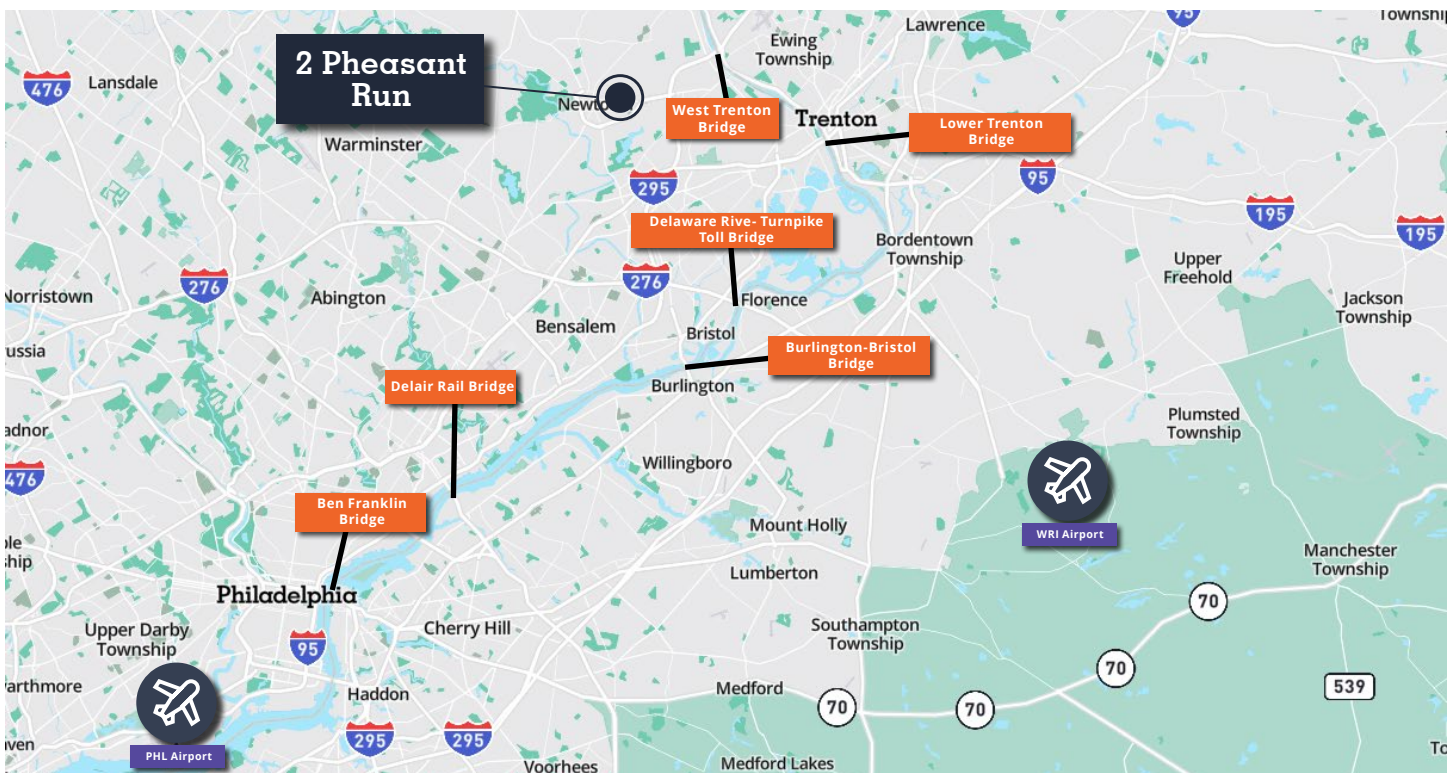 95
Township
Lawrence
Ewing
Township
2 Pheasant
Run
476
Lansdale
West Trenton
Bridge
Trenton
Lower Trenton
Bridge
Warminster
295
95
195
195
Delaware Rive- Turnpike
Toll Bridge
Bordentown
Township
Upper
Freehold
276
276
Norristown
Abington
Florence
Jackson
Township
Bensalem
Bristol
Burlington-Bristol
Bridge
Delair Rail Bridge
Burlington
Plumsted
Township
476
Willingboro
Ben Franklin
Bridge
Mount Holly
WRI Airport
Manchester
Township
Lumberton
Philadelphia
70
Upper Darby
Township
95
Cherry Hill
Southampton
Township
70
Haddon
Medford
70
70
539
295
295
PHL Airport
Voorhees
Medford Lakes